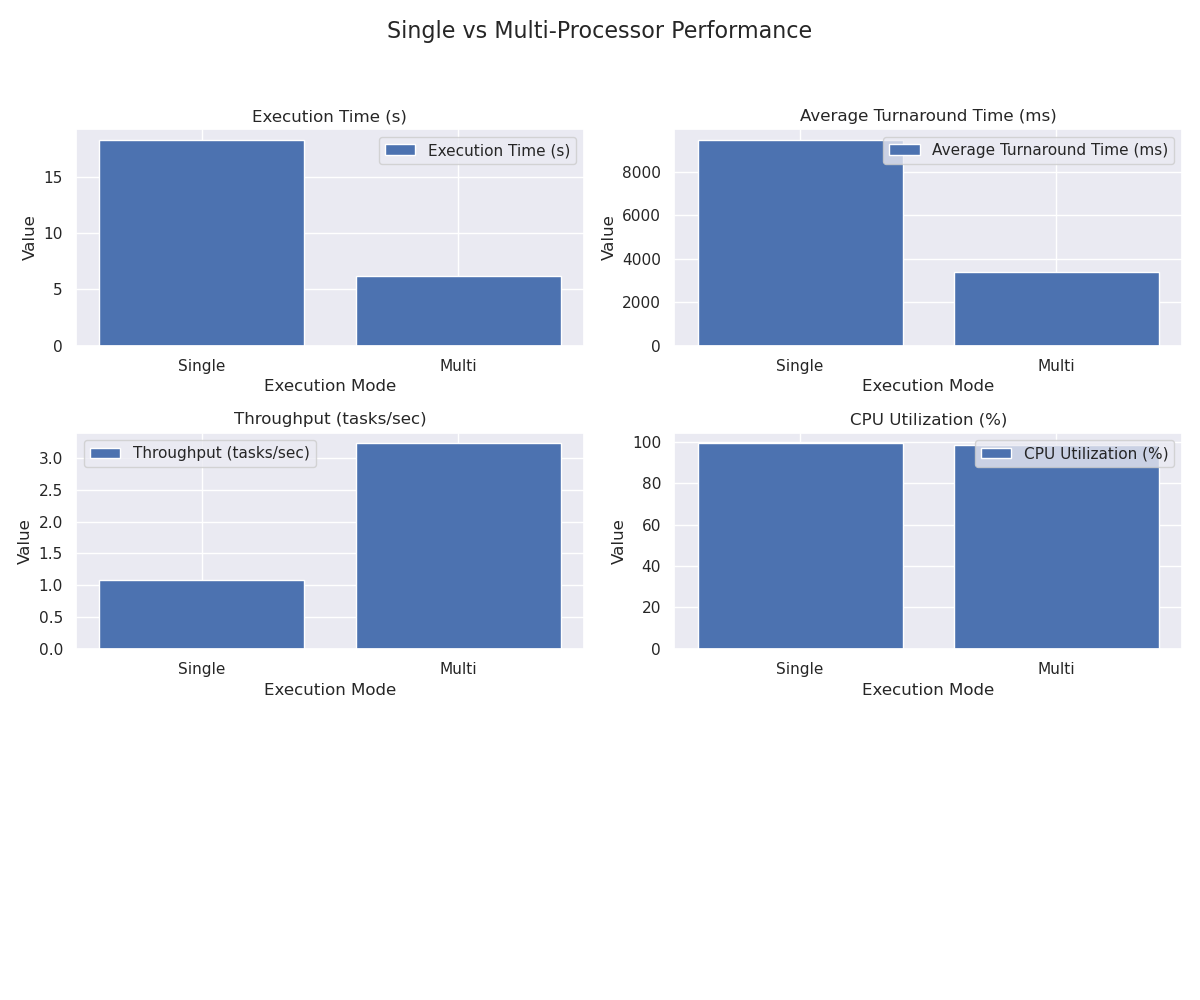 Single vs Multi-Processor Performance
Execution Time (s)
Execution Time (s)
Value
15
10
5
0
Single
Multi
Execution Mode
Average Turnaround Time (ms)
Average Turnaround Time (ms)
Value
8000
6000
4000
2000
0
Single
Multi
Execution Mode
Throughput (tasks/sec)
Throughput (tasks/sec)
Value
3.0
2.5
2.0
1.5
1.0
0.5
0.0
Single
Multi
Execution Mode
CPU Utilization (%)
CPU Utilization (%)
Value
100
80
60
40
20
0
Single
Multi
Execution Mode